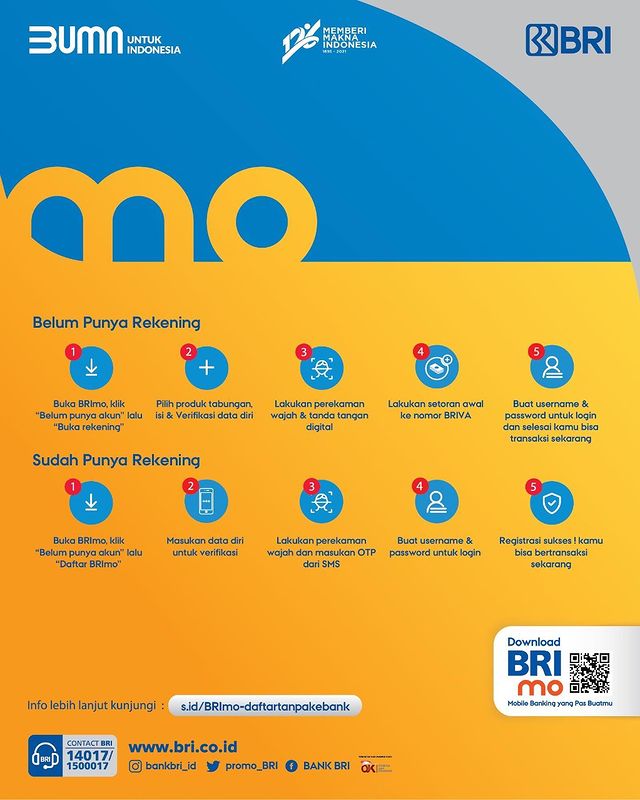 BUMN UNTUK
INDONESIA
126 MEMBERI
MAKNA
INDONESIA
1895 - 2021
BRI
mo
Belum Punya Rekening
1
Buka BRImo, klik
“Belum punya akun” lalu
“Buka rekening”
2
Pilih produk tabungan,
isi & Verifikasi data diri
3
Lakukan perekaman
wajah & tanda tangan
digital
4
Lakukan setoran awal
ke nomor BRIVA
5
Buat username &
password untuk login
dan selesai kamu bisa
transaksi sekarang
Sudah Punya Rekening
1
Buka BRImo, klik
“Belum punya akun” lalu
“Daftar BRImo”
2
Masukan data diri
untuk verifikasi
3
Lakukan perekaman
wajah dan masukan OTP
dari SMS
4
Buat username &
password untuk login
5
Registrasi sukses ! kamu
bisa bertransaksi
sekarang
Download
BRI
mo
Mobile Banking yang Pas Buatmu
Info lebih lanjut kunjungi : s.id/BRImo-daftartanpakebank
BRI
CONTACT BRI
14017/
1500017
www.bri.co.id
bankbri_id promo_BRI BANK BRI